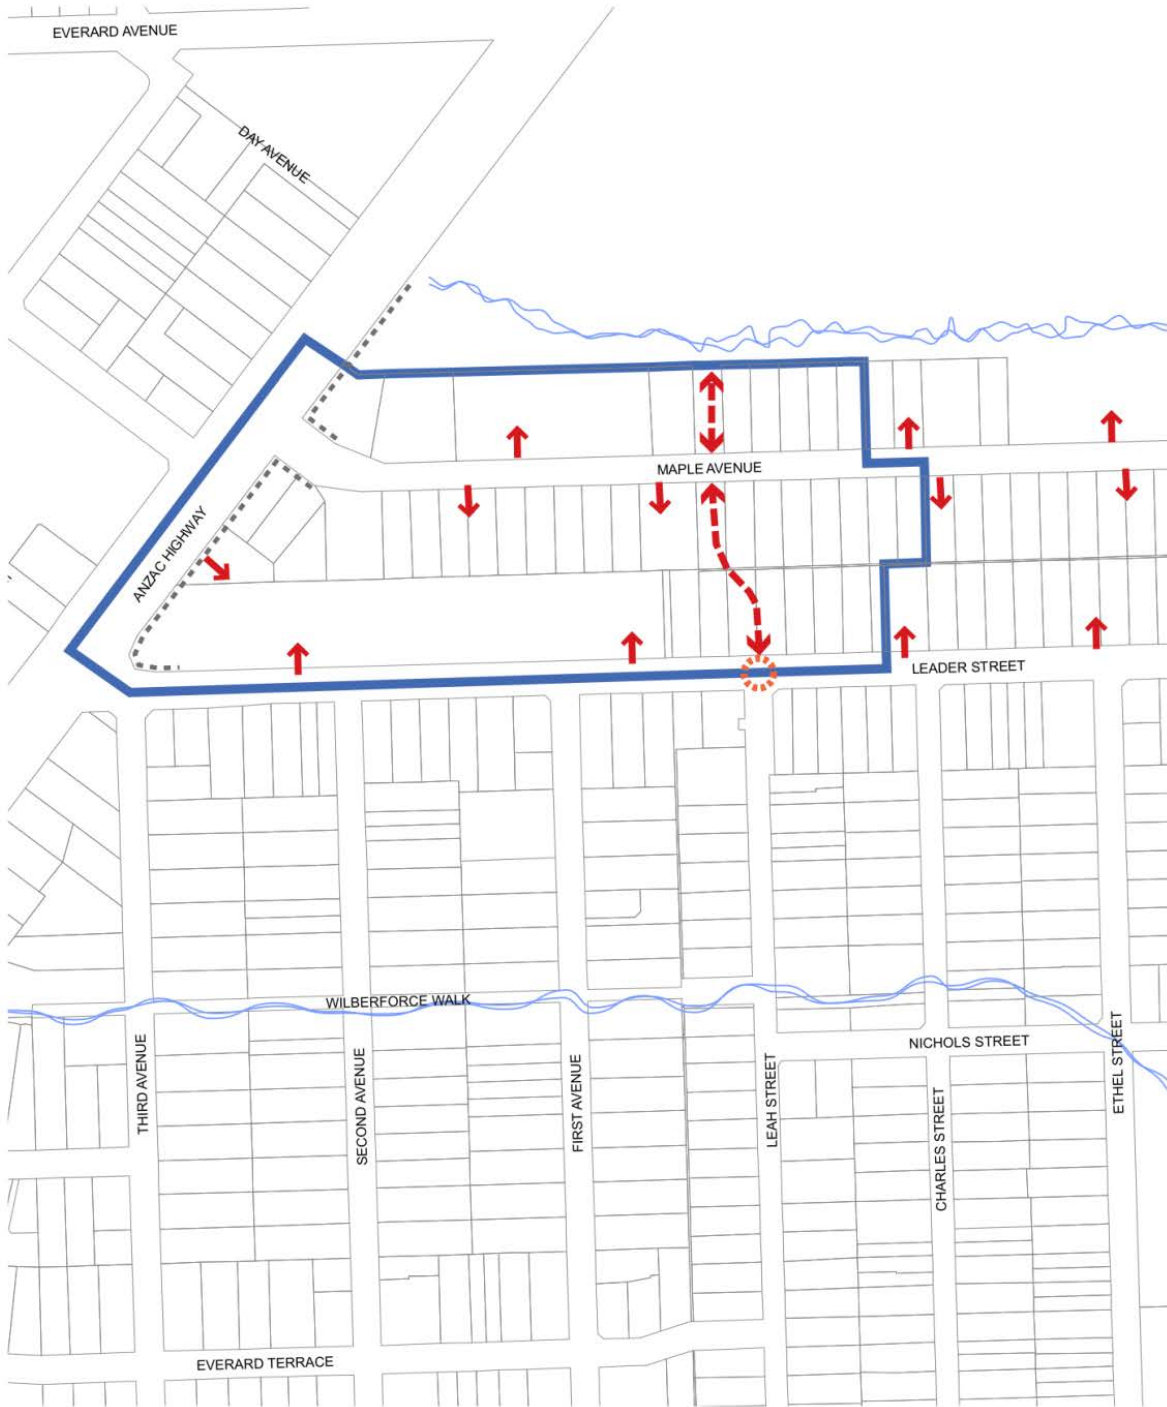 EVERARD AVENUE
DAY AVENUE
MAPLE AVENUE
ANZAC HIGHWAY
LEADER STREET
WILBERFORCE WALK
NICHOLS STREET
THIRD AVENUE
SECOND AVENUE
FIRST AVENUE
LEAH STREET
CHARLES STREET
ETHEL STREET
EVERARD TERRACE